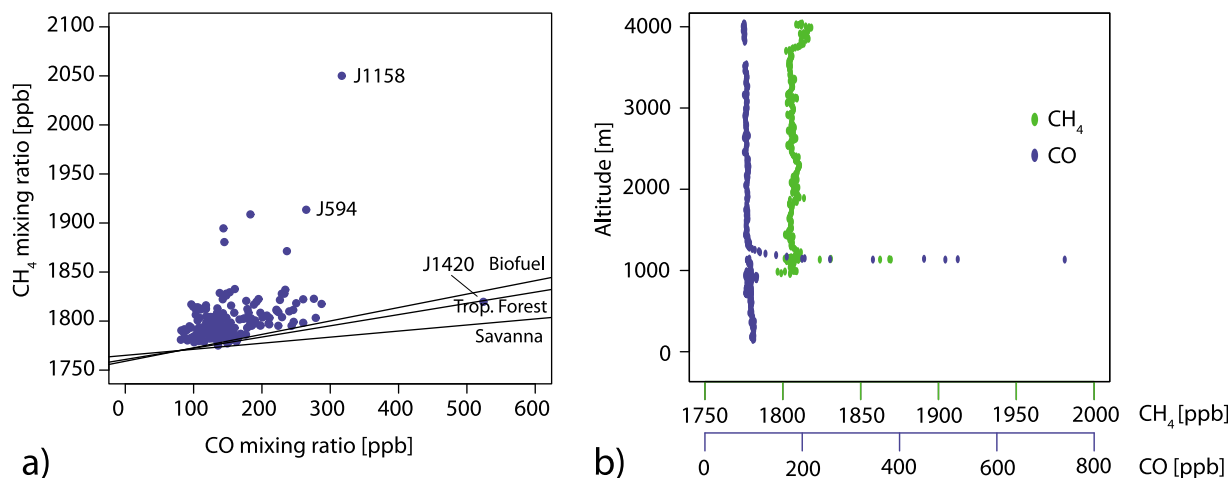 2100
2050
2000
1950
1900
1850
1800
1750
CH₄ mixing ratio [ppb]
J1158
J594
J1420
Biofuel
Trop. Forest
Savanna
0 100 200 300 400 500 600
CO mixing ratio [ppb]
a)
4000
3000
2000
1000
0
Altitude [m]
CH₄
CO
1750 1800 1850 1900 1950 2000 CH₄ [ppb]
0 200 400 600 800 CO [ppb]
b)